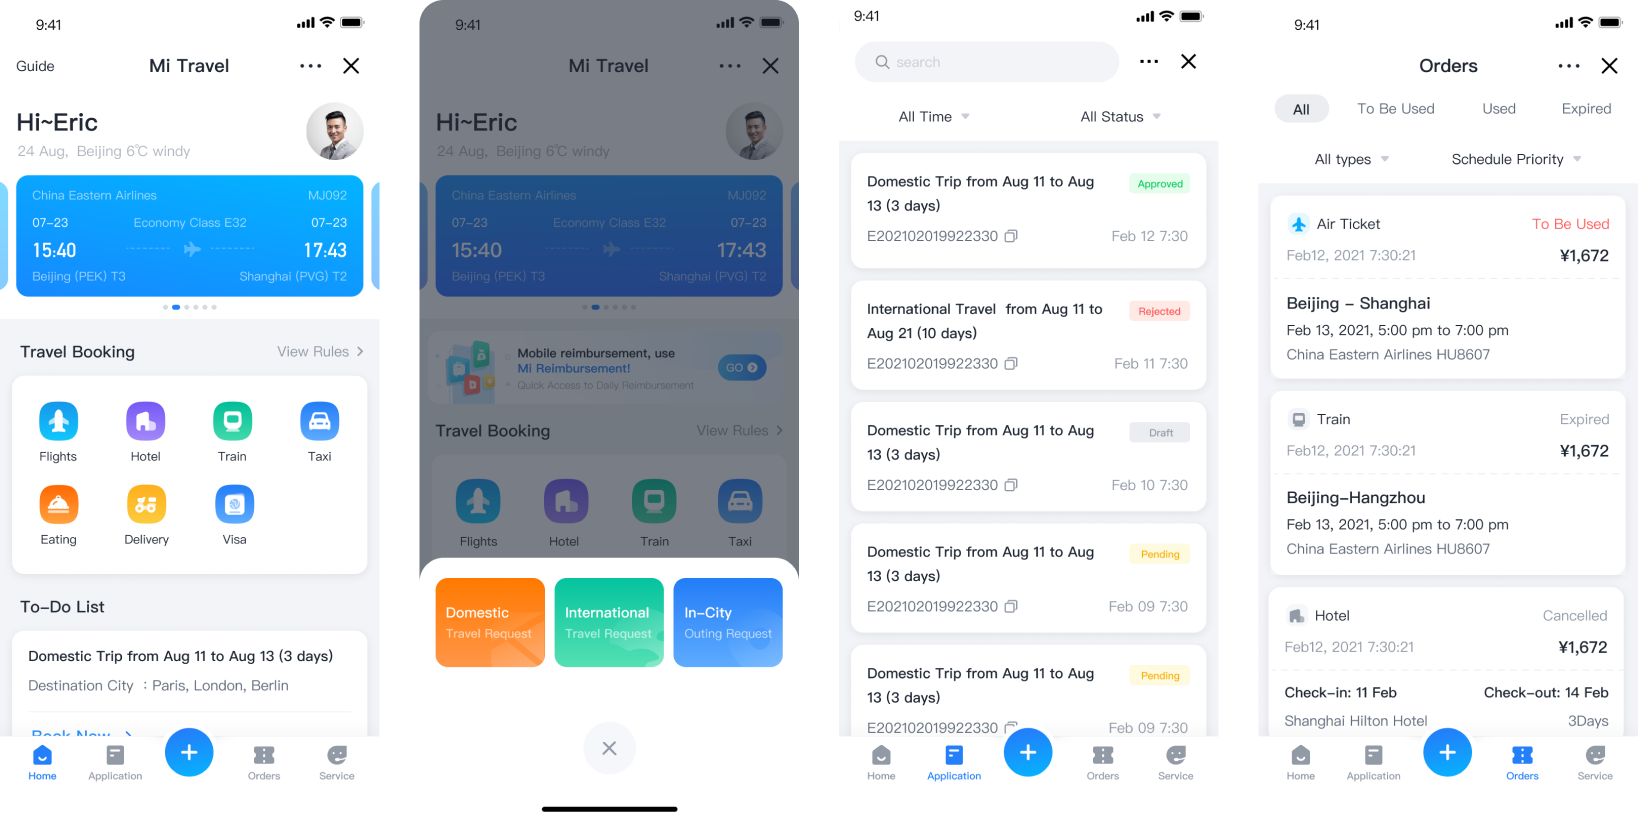 9:41
Guide
Mi Travel
Hi~Eric
24 Aug, Beijing 6℃ windy
China Eastern Airlines MJ092
07-23 Economy Class E32 07-23
15:40 17:43
Beijing (PEK) T3 Shanghai (PVG) T2
Travel Booking View Rules
Flights Hotel Train Taxi
Eating Delivery Visa
To-Do List
Domestic Trip from Aug 11 to Aug 13 (3 days)
Destination City : Paris, London, Berlin
Book Now
Home Application Orders Service
9:41
Mi Travel
Hi~Eric
24 Aug, Beijing 6℃ windy
China Eastern Airlines MJ092
07-23 Economy Class E32 07-23
15:40 17:43
Beijing (PEK) T3 Shanghai (PVG) T2
Mobile reimbursement, use
Mi Reimbursement!
Quick Access to Daily Reimbursement
GO
Travel Booking View Rules
Flights Hotel Train Taxi
Domestic
Travel Request
International
Travel Request
In-City
Outing Request
9:41
search
All Time All Status
Domestic Trip from Aug 11 to Aug
13 (3 days)
Approved
E202102019922330 Feb 12 7:30
International Travel from Aug 11 to
Aug 21 (10 days)
Rejected
E202102019922330 Feb 11 7:30
Domestic Trip from Aug 11 to Aug
13 (3 days)
Draft
E202102019922330 Feb 10 7:30
Domestic Trip from Aug 11 to Aug
13 (3 days)
Pending
E202102019922330 Feb 09 7:30
Domestic Trip from Aug 11 to Aug
13 (3 days)
Pending
E202102019922330 Feb 09 7:30
Home Application Orders Service
9:41
Orders
All To Be Used Used Expired
All types Schedule Priority
Air Ticket To Be Used
Feb12, 2021 7:30:21 ¥1,672
Beijing - Shanghai
Feb 13, 2021, 5:00 pm to 7:00 pm
China Eastern Airlines HU8607
Train Expired
Feb12, 2021 7:30:21 ¥1,672
Beijing-Hangzhou
Feb 13, 2021, 5:00 pm to 7:00 pm
China Eastern Airlines HU8607
Hotel Cancelled
Feb12, 2021 7:30:21 ¥1,672
Check-in: 11 Feb Check-out: 14 Feb
Shanghai Hilton Hotel 3Days
Home Application Orders Service